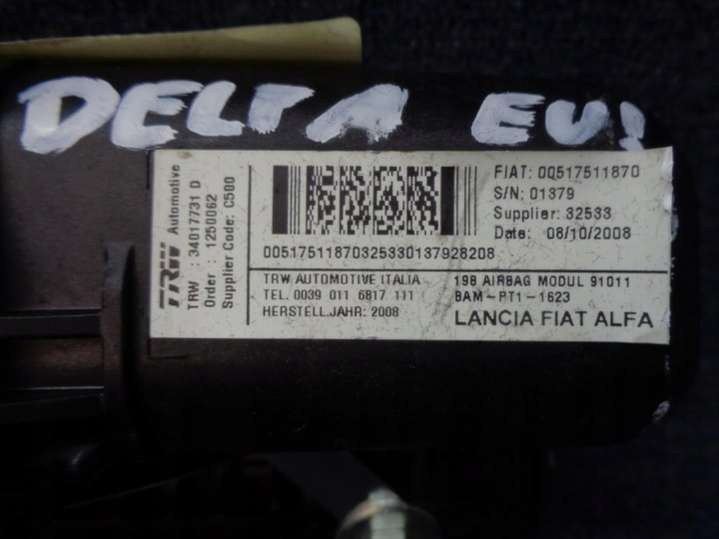 DELTA EU!
TRW Automotive
TRW : 34017731 D
Order : 1250062
Supplier Code: C500
FIAT: 00517511870
S/N: 01379
Supplier: 32533
Date: 08/10/2008
00517511870325330137928208
TRW AUTOMOTIVE ITALIA
TEL. 0039 011 6817 111
HERSTELL.JAHR: 2008
198 AIRBAG MODUL 91011
BAM-PT1-1623
LANCIA FIAT ALFA